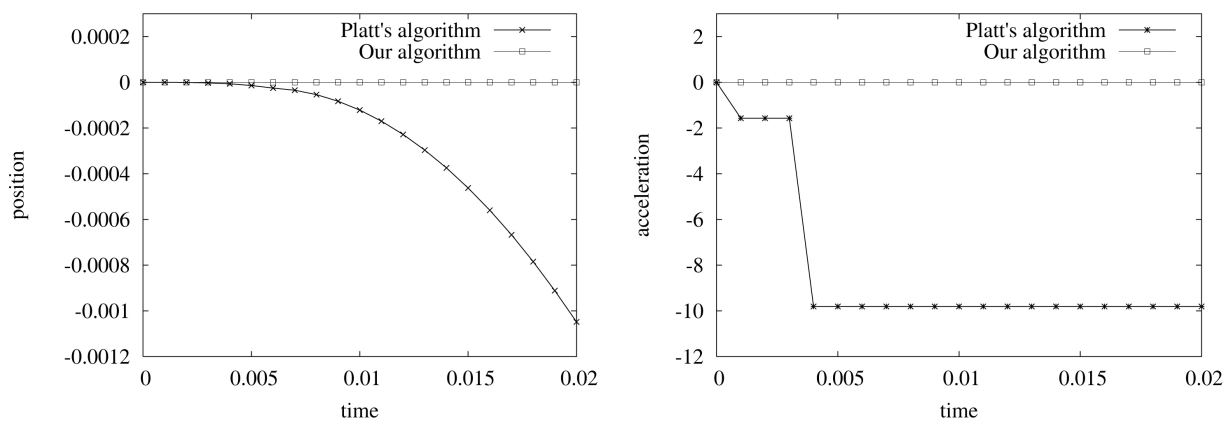 Platt's algorithm
Our algorithm
0.0002
0
-0.0002
-0.0004
-0.0006
-0.0008
-0.001
-0.0012
position
0 0.005 0.01 0.015 0.02
time
Platt's algorithm
Our algorithm
2
0
-2
-4
-6
-8
-10
-12
acceleration
0 0.005 0.01 0.015 0.02
time